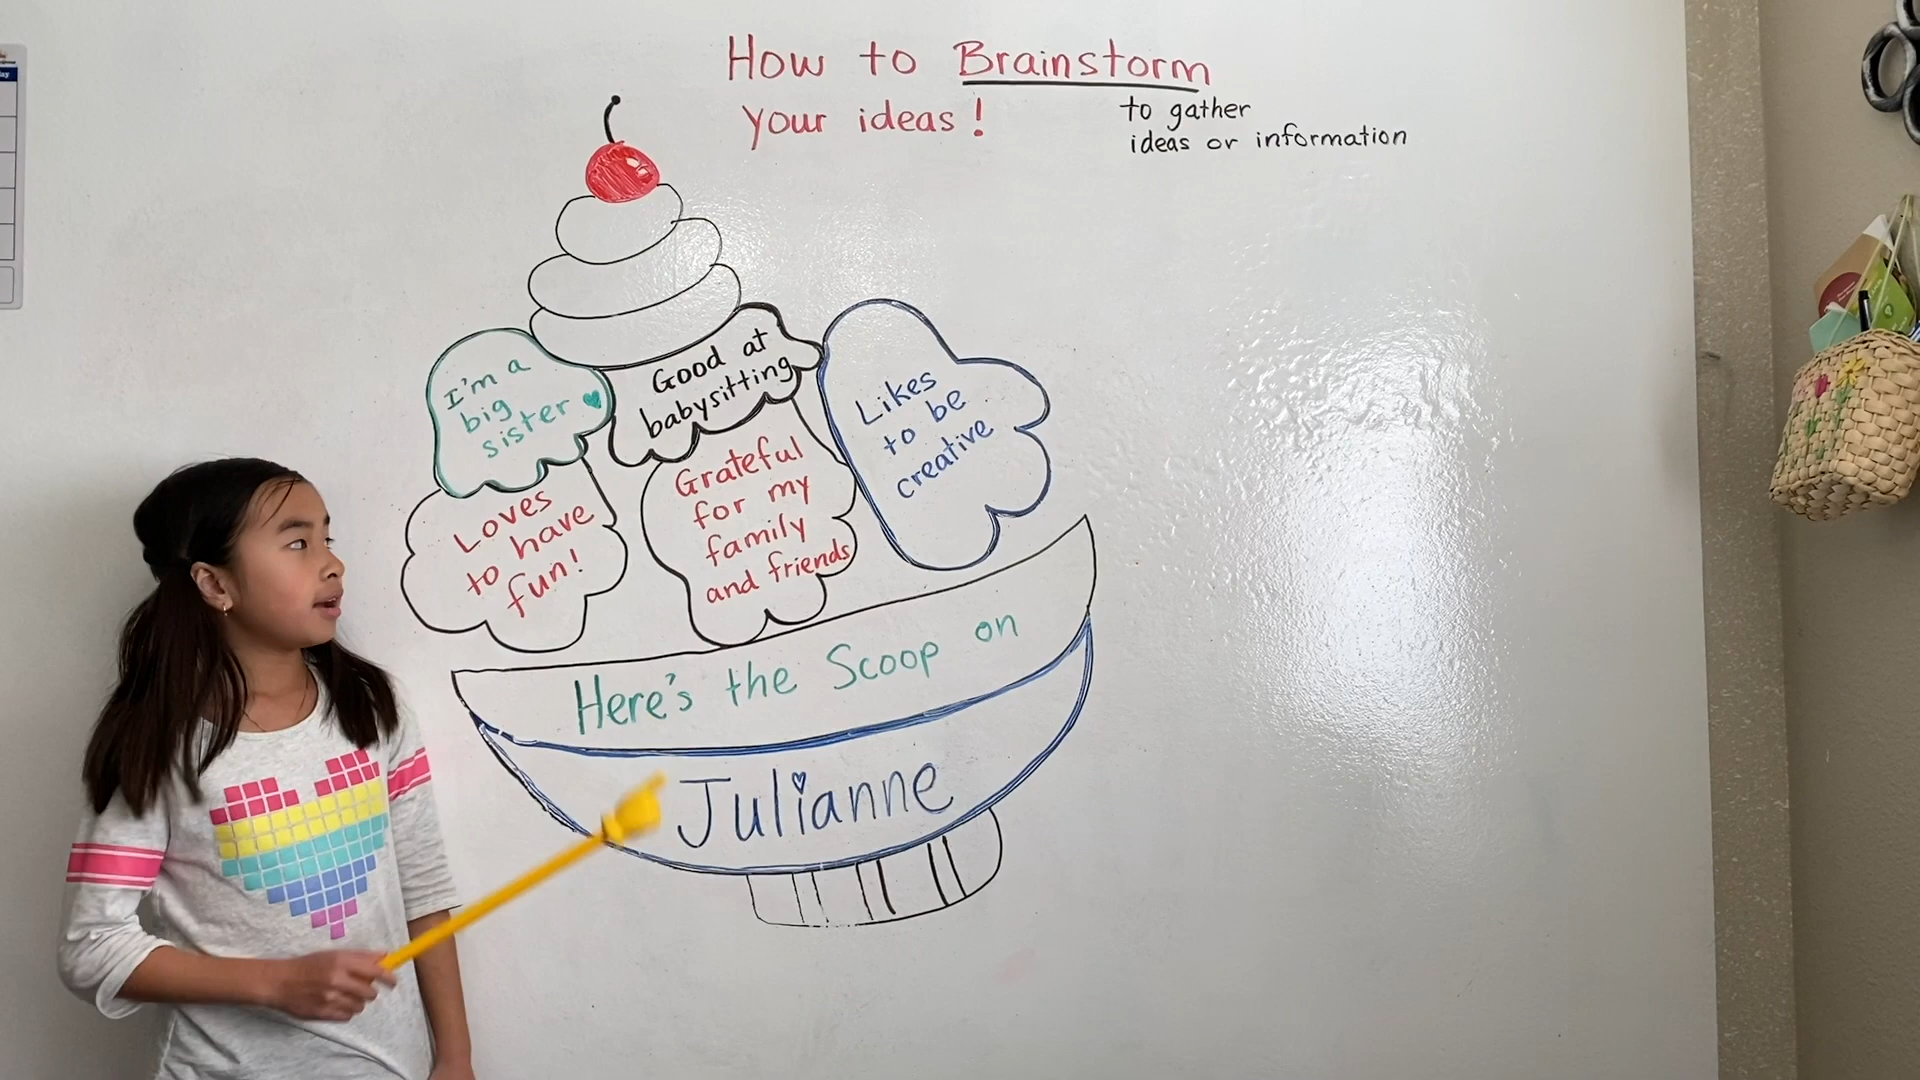 How to Brainstorm
your ideas!
to gather
ideas or information
I'm a
big
sister
Good at
babysitting
Likes
to be
creative
Loves
to have
fun!
Grateful
for my
family
and friends
Here's the Scoop on
Julianne